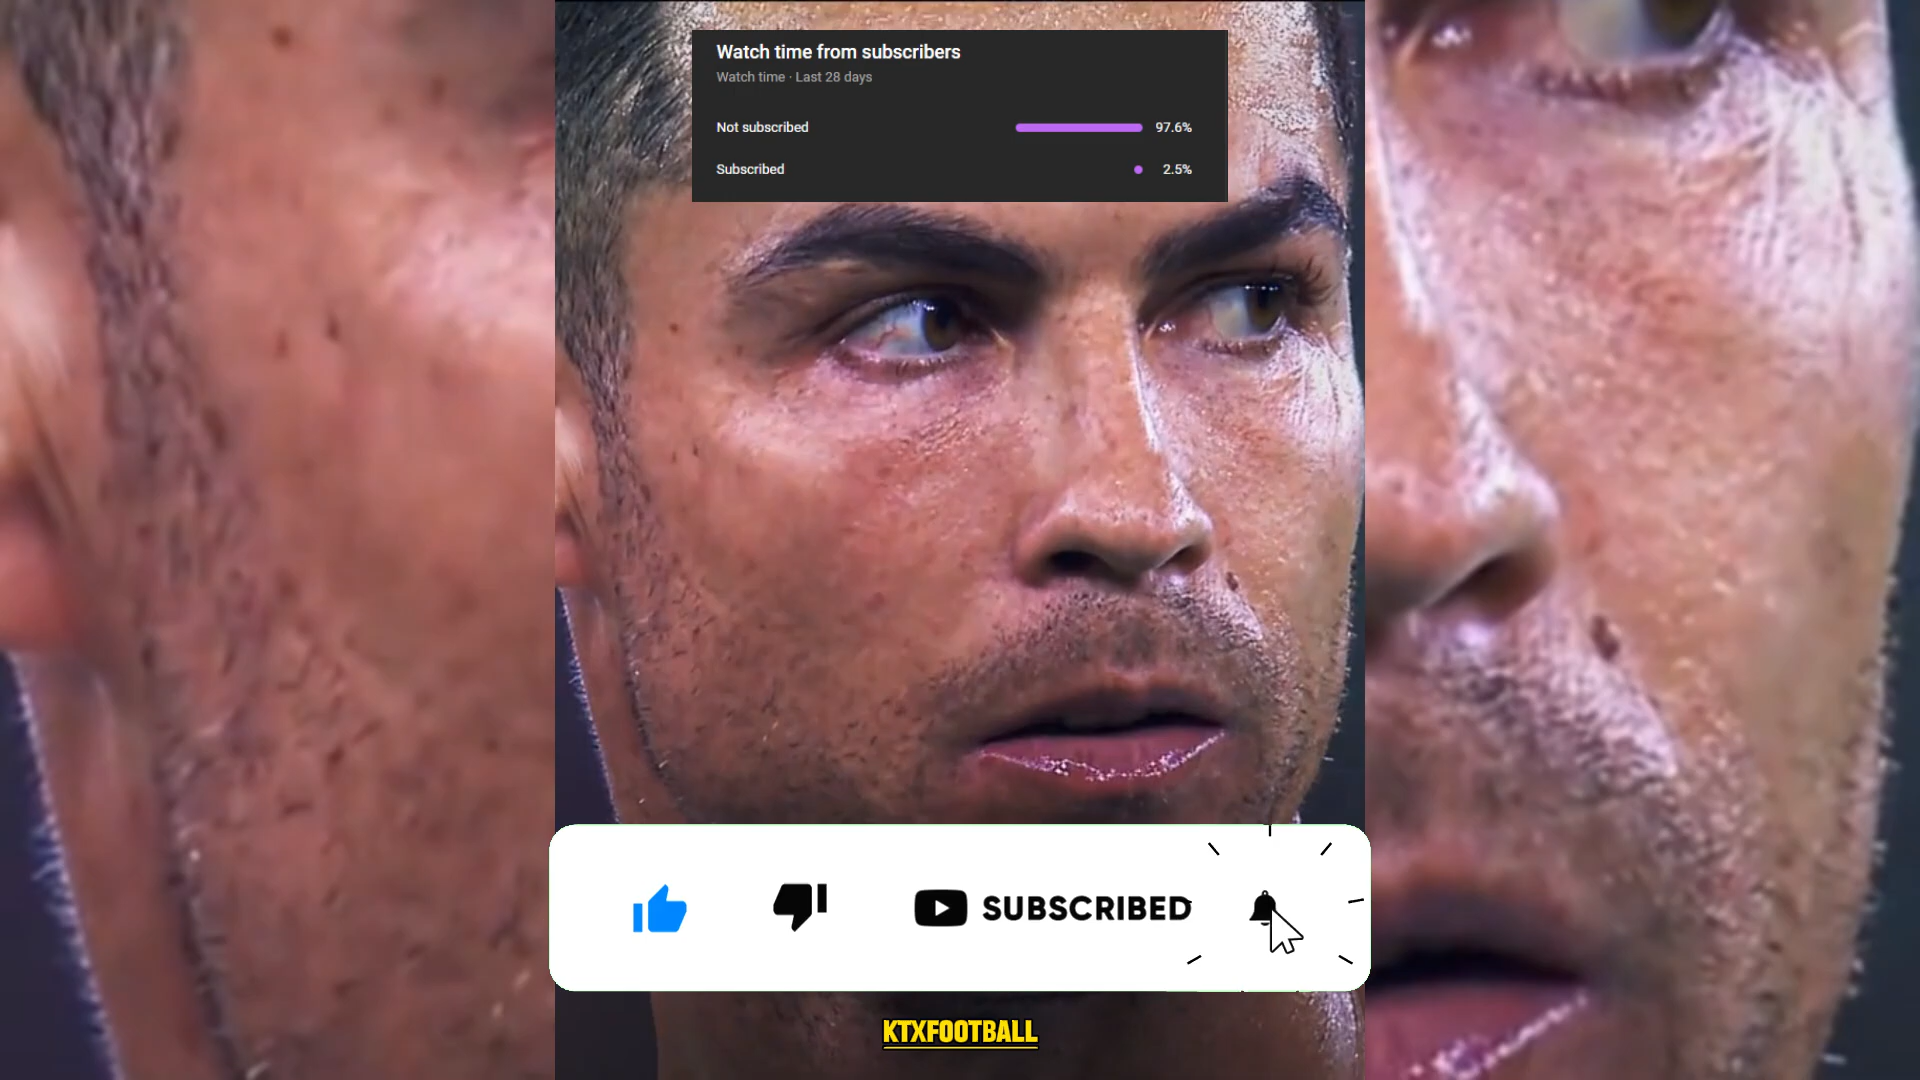 Watch time from subscribers
Watch time · Last 28 days
Not subscribed 97.6%
Subscribed 2.5%
SUBSCRIBED
KTXFOOTBALL